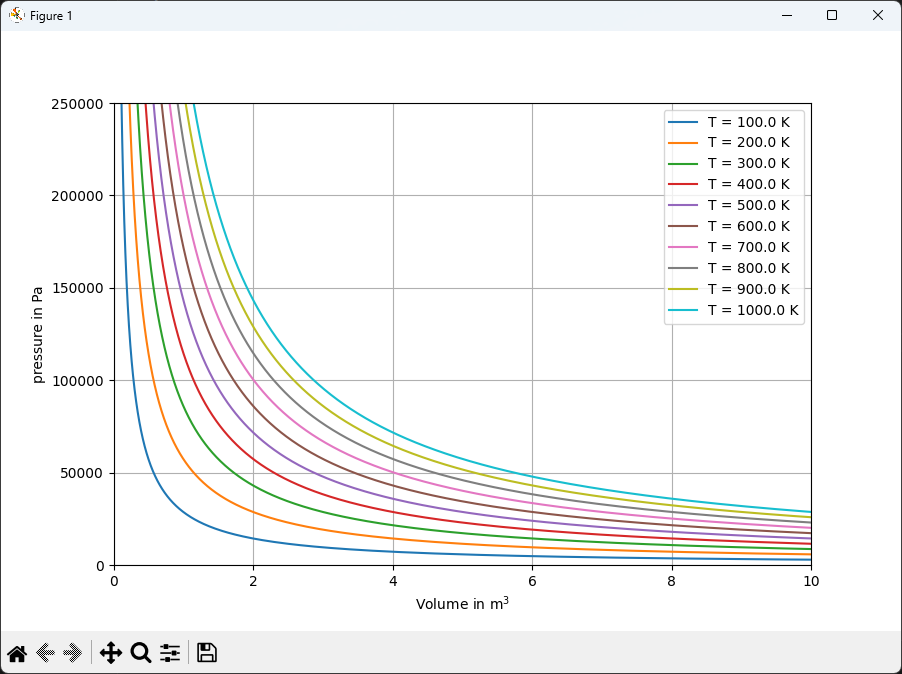 Figure 1
250000
200000
150000
100000
50000
0
pressure in Pa
0 2 4 6 8 10
Volume in m³
T = 100.0 K
T = 200.0 K
T = 300.0 K
T = 400.0 K
T = 500.0 K
T = 600.0 K
T = 700.0 K
T = 800.0 K
T = 900.0 K
T = 1000.0 K